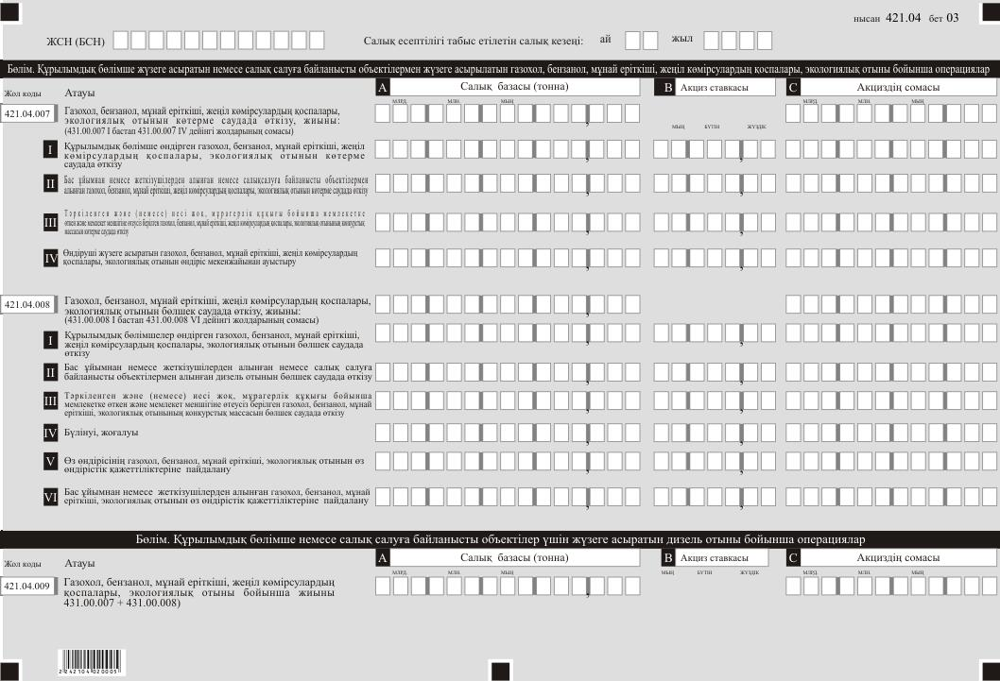 нысан 421.04 бет 03
ЖСН (БСН) Салық есептілігі табыс етілетін салық кезеңі: ай жыл
Бөлім. Құрылымдық бөлімше жүзеге асыратын немесе салық салуға байланысты объектілермен жүзеге асырылатын газохол, бензанол, мұнай еріткіші, жеңіл көмірсулардың қоспалары, экологиялық отыны бойынша операциялар
Жол коды Атауы A Салық базасы (тонна) B Акциз ставкасы C Акциздің сомасы
МЛРД. МЛН. МЫҢ МЛРД. МЛН. МЫҢ
421.04.007 Газохол, бензанол, мұнай еріткіші, жеңіл көмірсулардың қоспалары,
экологиялық отынын көтерме саудада өткізу, жиыны:
(431.00.007 I бастап 431.00.007 IV дейінгі жолдарының сомасы)
МЫҢ БҮТІН ЖҮЗДІК
I Құрылымдық бөлімше өндірген газохол, бензанол, мұнай еріткіші, жеңіл
көмірсулардың қоспалары, экологиялық отынын көтерме
саудада өткізу
II Бас ұйымнан немесе жеткізушілерден алынған немесе салықсалуға байланысты объектілермен
алынған газохол, бензанол, мұнай еріткіші, жеңіл көмірсулардың қоспалары, экологиялық отынын көтерме саудада өткізу
III Тәркіленген және (немесе) иесі жоқ, мұрагерлік құқығы бойынша мемлекетке
өткен және мемлекет меншігіне өтеусіз берілген газохол, бензанол, мұнай еріткіші, жеңіл көмірсулардың қоспалары, экологиялық отынының конкурстық
массасын көтерме саудада өткізу
IV Өндіруші жүзеге асыратын газохол, бензанол, мұнай еріткіші, жеңіл көмірсулардың
қоспалары, экологиялық отынын өндіріс мекенжайынан ауыстыру
421.04.008 Газохол, бензанол, мұнай еріткіші, жеңіл көмірсулардың қоспалары,
экологиялық отынын бөлшек саудада өткізу, жиыны:
(431.00.008 I бастап 431.00.008 VI дейінгі жолдарының сомасы)
I Құрылымдық бөлімшелер өндірген газохол, бензанол, мұнай еріткіші,
жеңіл көмірсулардың қоспалары, экологиялық отынын бөлшек саудада
өткізу
II Бас ұйымнан немесе жеткізушілерден алынған немесе салық салуға
байланысты объектілермен алынған дизель отынын бөлшек саудада өткізу
III Тәркіленген және (немесе) иесі жоқ, мұрагерлік құқығы бойынша
мемлекетке өткен және мемлекет меншігіне өтеусіз берілген газохол, бензанол, мұнай
еріткіші, экологиялық отынының конкурстық массасын бөлшек саудада өткізу
IV Бүлінуі, жоғалуы
V Өз өндірісінің газохол, бензанол, мұнай еріткіші, экологиялық отынын өз
өндірістік қажеттіліктеріне пайдалану
VI Бас ұйымнан немесе жеткізушілерден алынған газохол, бензанол, мұнай
еріткіші, экологиялық отынын өз өндірістік қажеттіліктеріне пайдалану
Бөлім. Құрылымдық бөлімше немесе салық салуға байланысты объектілер үшін жүзеге асыратын дизель отыны бойынша операциялар
Жол коды Атауы A Салық базасы (тонна) B Акциз ставкасы C Акциздің сомасы
МЛРД. МЛН. МЫҢ МЫҢ БҮТІН ЖҮЗДІК МЛРД. МЛН. МЫҢ
421.04.009 Газохол, бензанол, мұнай еріткіші, жеңіл көмірсулардың
қоспалары, экологиялық отыны бойынша жиыны
431.00.007 + 431.00.008)
2242104020005